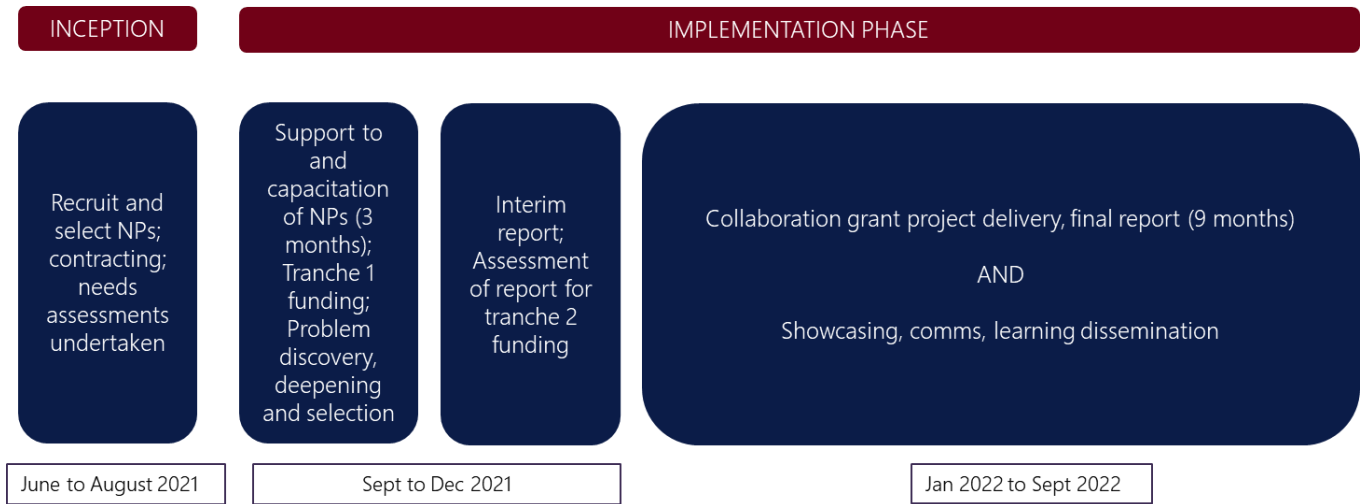 INCEPTION
IMPLEMENTATION PHASE
Recruit and
select NPs;
contracting;
needs
assessments
undertaken
Support to
and
capacitation
of NPs (3
months);
Tranche 1
funding;
Problem
discovery,
deepening
and selection
Interim
report;
Assessment
of report for
tranche 2
funding
Collaboration grant project delivery, final report (9 months)
AND
Showcasing, comms, learning dissemination
June to August 2021
Sept to Dec 2021
Jan 2022 to Sept 2022